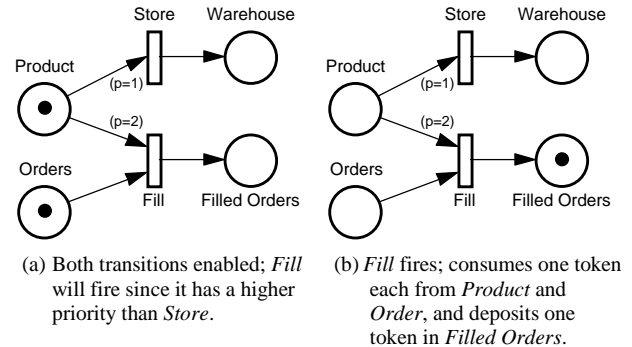 Store
Warehouse
Product
(p=1)
(p=2)
Orders
Fill
Filled Orders
(a) Both transitions enabled; Fill
will fire since it has a higher
priority than Store.
Store
Warehouse
Product
(p=1)
(p=2)
Orders
Fill
Filled Orders
(b) Fill fires; consumes one token
each from Product and
Order, and deposits one
token in Filled Orders.